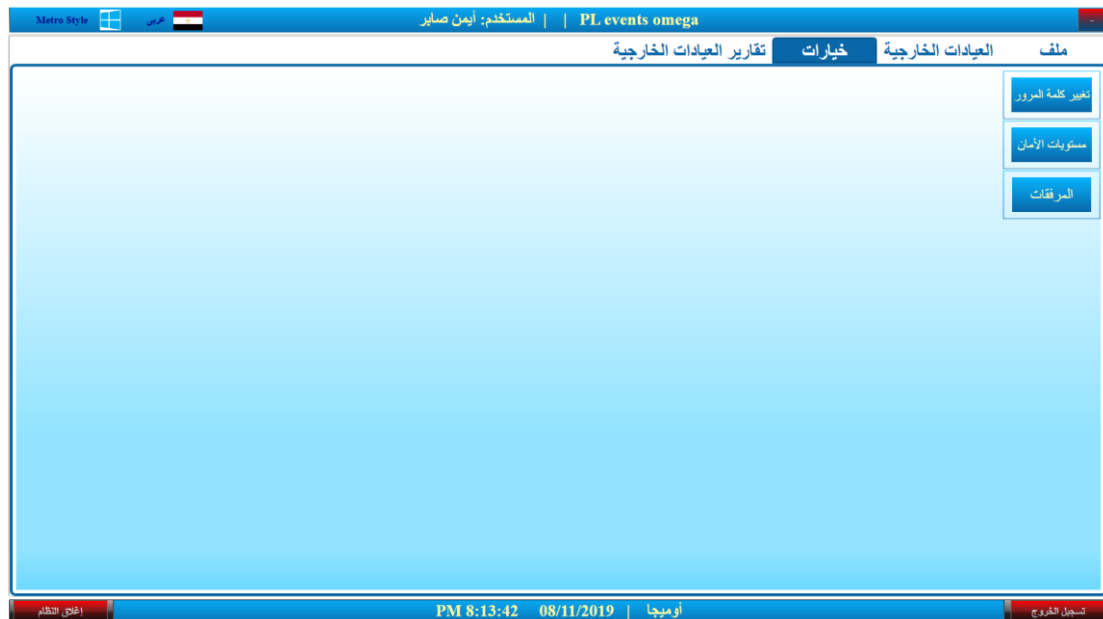 PL events omega | | المستخدم: أيمن صابر
عربى
Metro Style
-
ملف
العيادات الخارجية
خيارات
تقارير العيادات الخارجية
تغيير كلمة المرور
مستويات الأمان
المرفقات
تسجيل الخروج
أوميجا | 08/11/2019 PM 8:13:42
إغلاق النظام